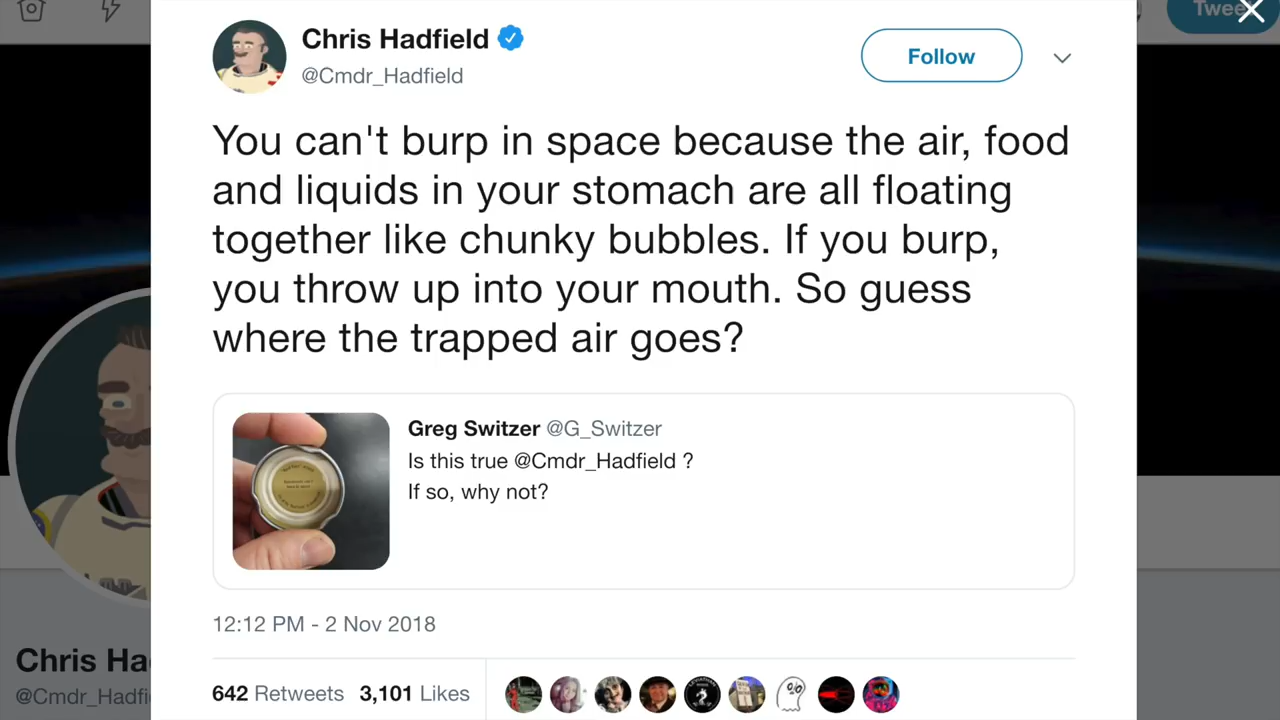 Twee
Chris Hadfield
@Cmdr_Hadfield
Follow
You can't burp in space because the air, food
and liquids in your stomach are all floating
together like chunky bubbles. If you burp,
you throw up into your mouth. So guess
where the trapped air goes?
Greg Switzer @G_Switzer
Is this true @Cmdr_Hadfield ?
If so, why not?
12:12 PM - 2 Nov 2018
642 Retweets 3,101 Likes
Chris Ha
@Cmdr_Hadfi